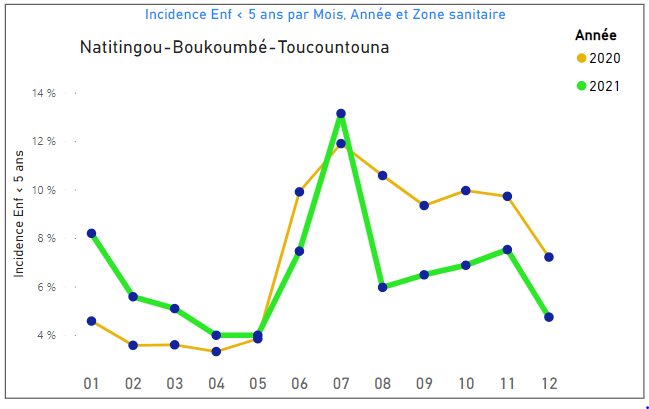 Incidence Enf < 5 ans par Mois, Année et Zone sanitaire
Natitingou-Boukoumbé-Toucountouna
Année
2020
2021
14 %
12 %
10 %
8 %
6 %
4 %
Incidence Enf < 5 ans
01 02 03 04 05 06 07 08 09 10 11 12